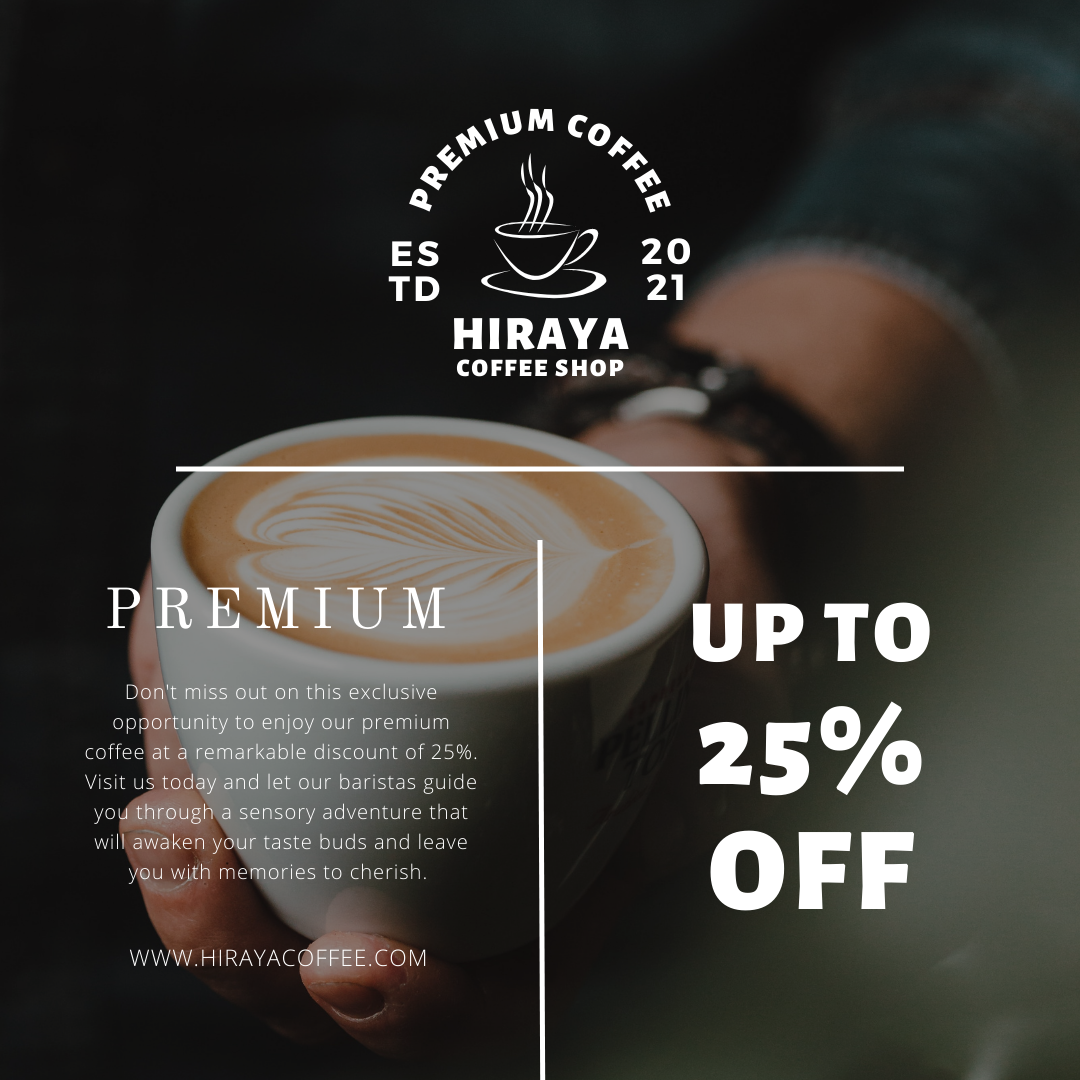 PREMIUM COFFEE
ES 20
TD 21
HIRAYA
COFFEE SHOP
PREMIUM
Don't miss out on this exclusive
opportunity to enjoy our premium
coffee at a remarkable discount of 25%.
Visit us today and let our baristas guide
you through a sensory adventure that
will awaken your taste buds and leave
you with memories to cherish.
WWW.HIRAYACOFFEE.COM
UP TO
25%
OFF